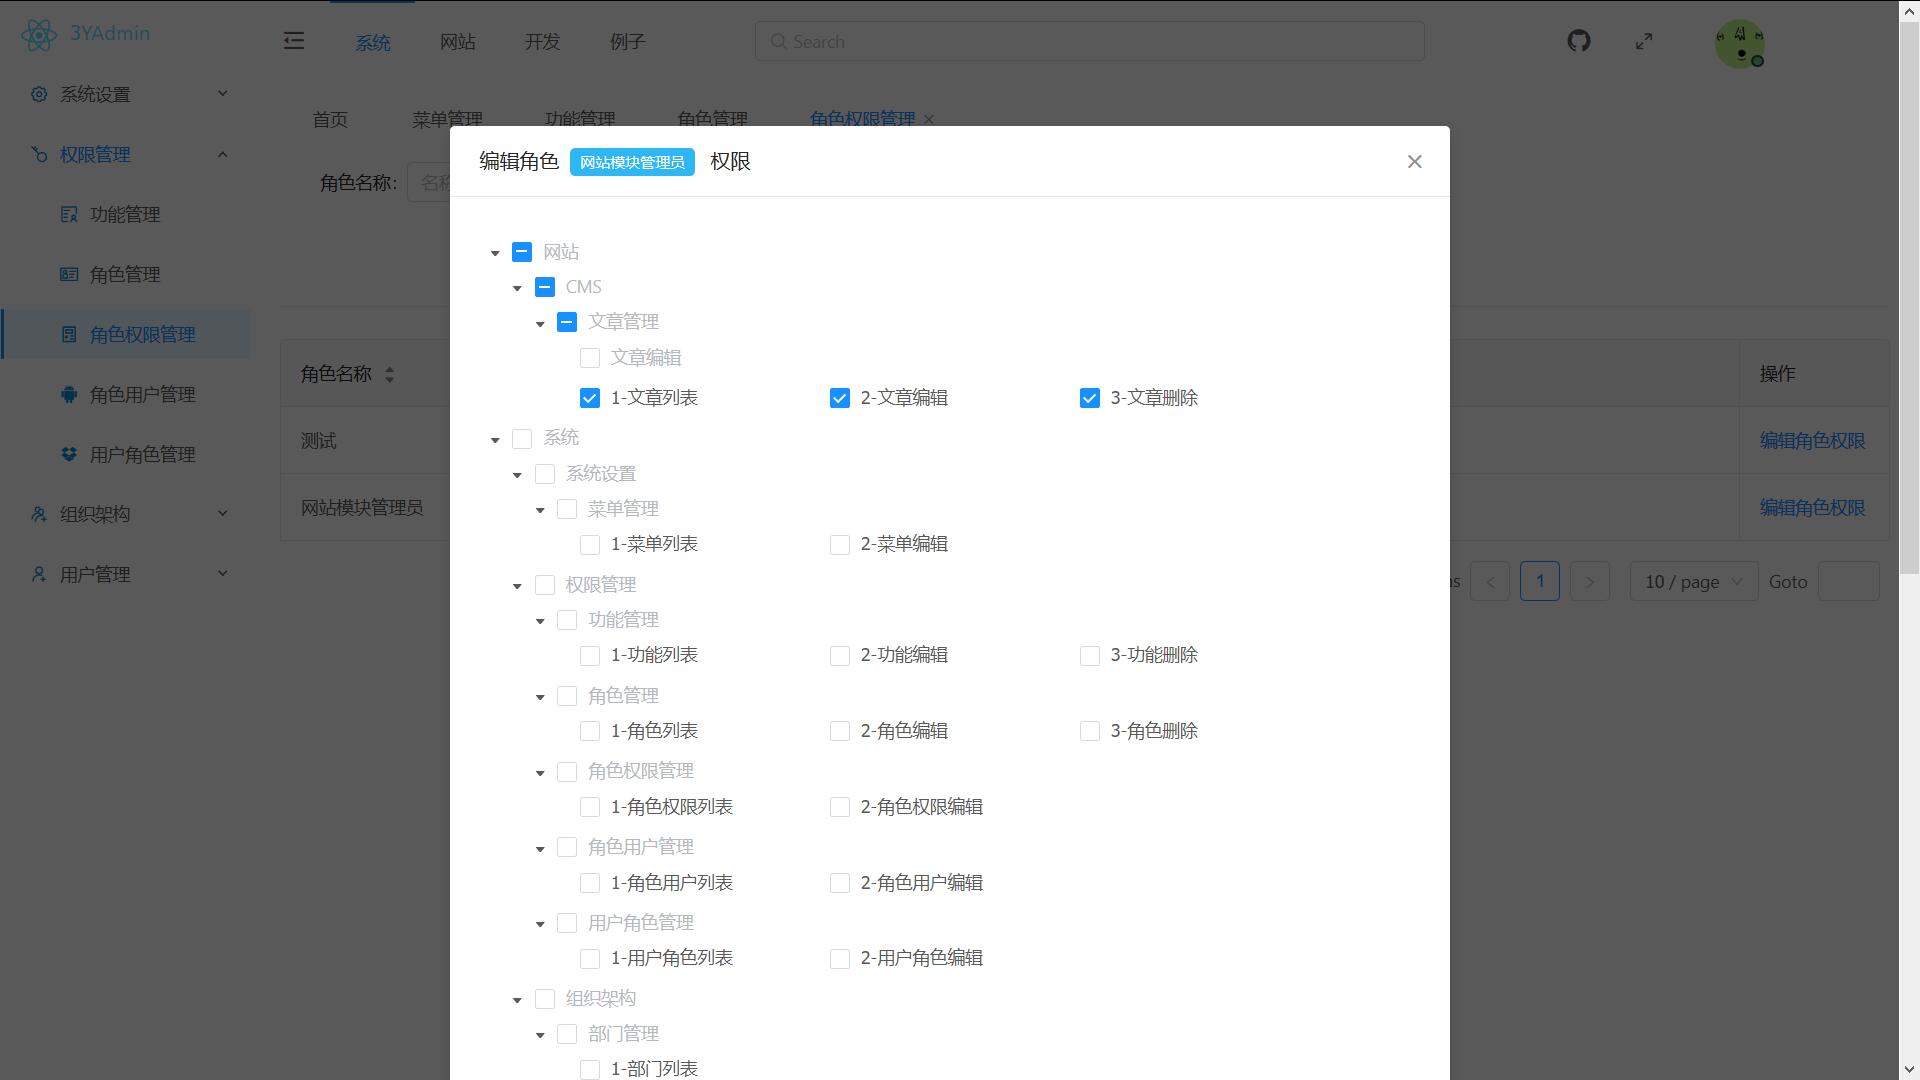 3YAdmin
系统 网站 开发 例子
Search
系统设置
权限管理
功能管理
角色管理
角色权限管理
角色用户管理
用户角色管理
组织架构
用户管理
首页 菜单管理 功能管理 角色管理 角色权限管理
角色名称: 名称
角色名称 操作
测试 编辑角色权限
网站模块管理员 编辑角色权限
1 10 / page Goto
编辑角色 网站模块管理员 权限
网站
CMS
文章管理
文章编辑
1-文章列表 2-文章编辑 3-文章删除
系统
系统设置
菜单管理
1-菜单列表 2-菜单编辑
权限管理
功能管理
1-功能列表 2-功能编辑 3-功能删除
角色管理
1-角色列表 2-角色编辑 3-角色删除
角色权限管理
1-角色权限列表 2-角色权限编辑
角色用户管理
1-角色用户列表 2-角色用户编辑
用户角色管理
1-用户角色列表 2-用户角色编辑
组织架构
部门管理
1-部门列表